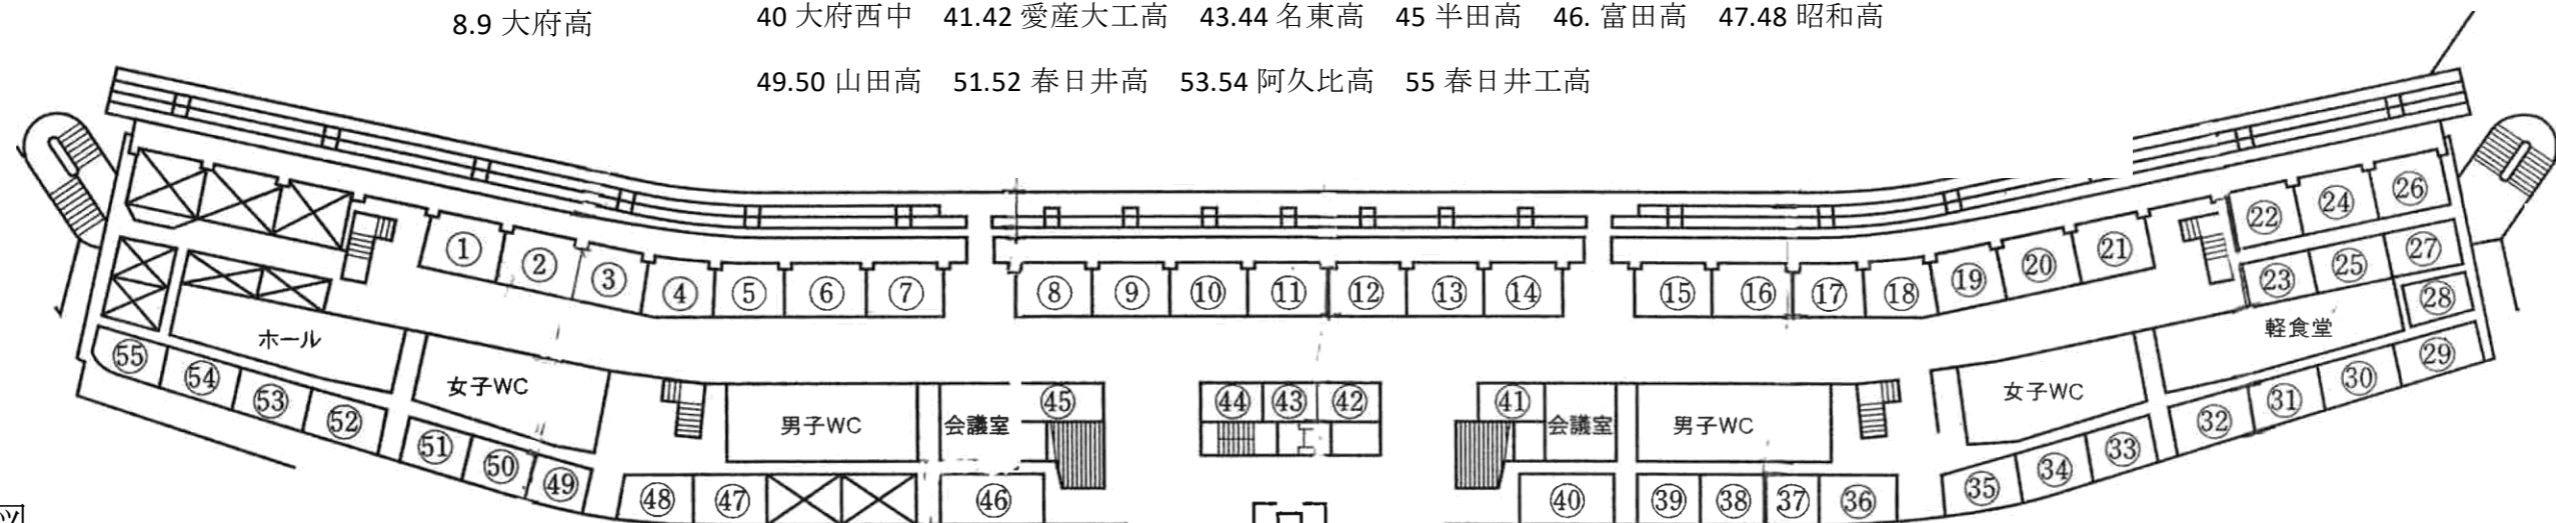 8.9 大府高
40 大府西中 41.42 愛産大工高 43.44 名東高 45 半田高 46. 富田高 47.48 昭和高
49.50 山田高 51.52 春日井高 53.54 阿久比高 55 春日井工高
① ② ③ ④ ⑤ ⑥ ⑦ ⑧ ⑨ ⑩ ⑪ ⑫ ⑬ ⑭ ⑮ ⑯ ⑰ ⑱ ⑲ ⑳ ㉑ ㉒ ㉔ ㉖
㉓ ㉕ ㉗
㉘
ホール
軽食堂
㉙
女子WC
女子WC
55 54 53 52
45 44 43 42 41
32 31 30
男子WC
会議室
会議室
男子WC
51 50 49
35 34 33
48 47
46
40
39 38 37 36